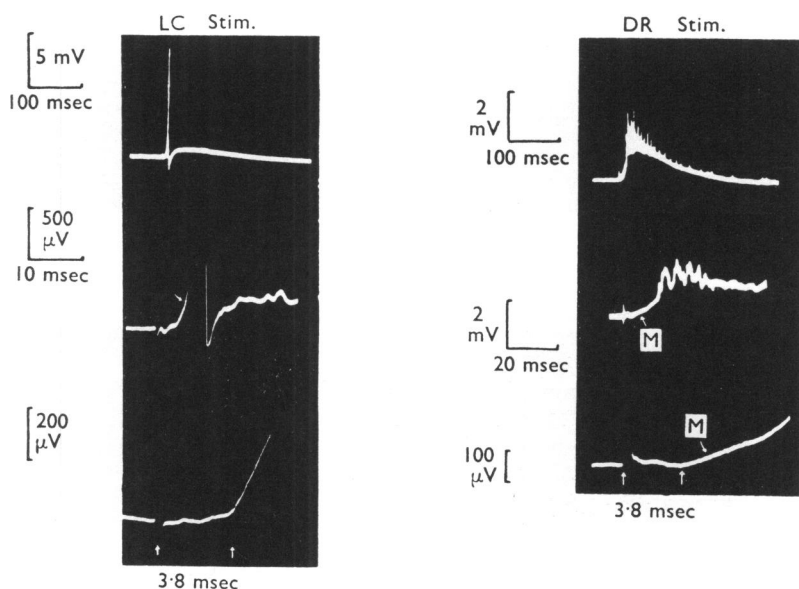 LC Stim.
5 mV
100 msec
500
μV
10 msec
200
μV
3·8 msec
DR Stim.
2
mV
100 msec
M
2
mV
20 msec
M
100
μV
3·8 msec